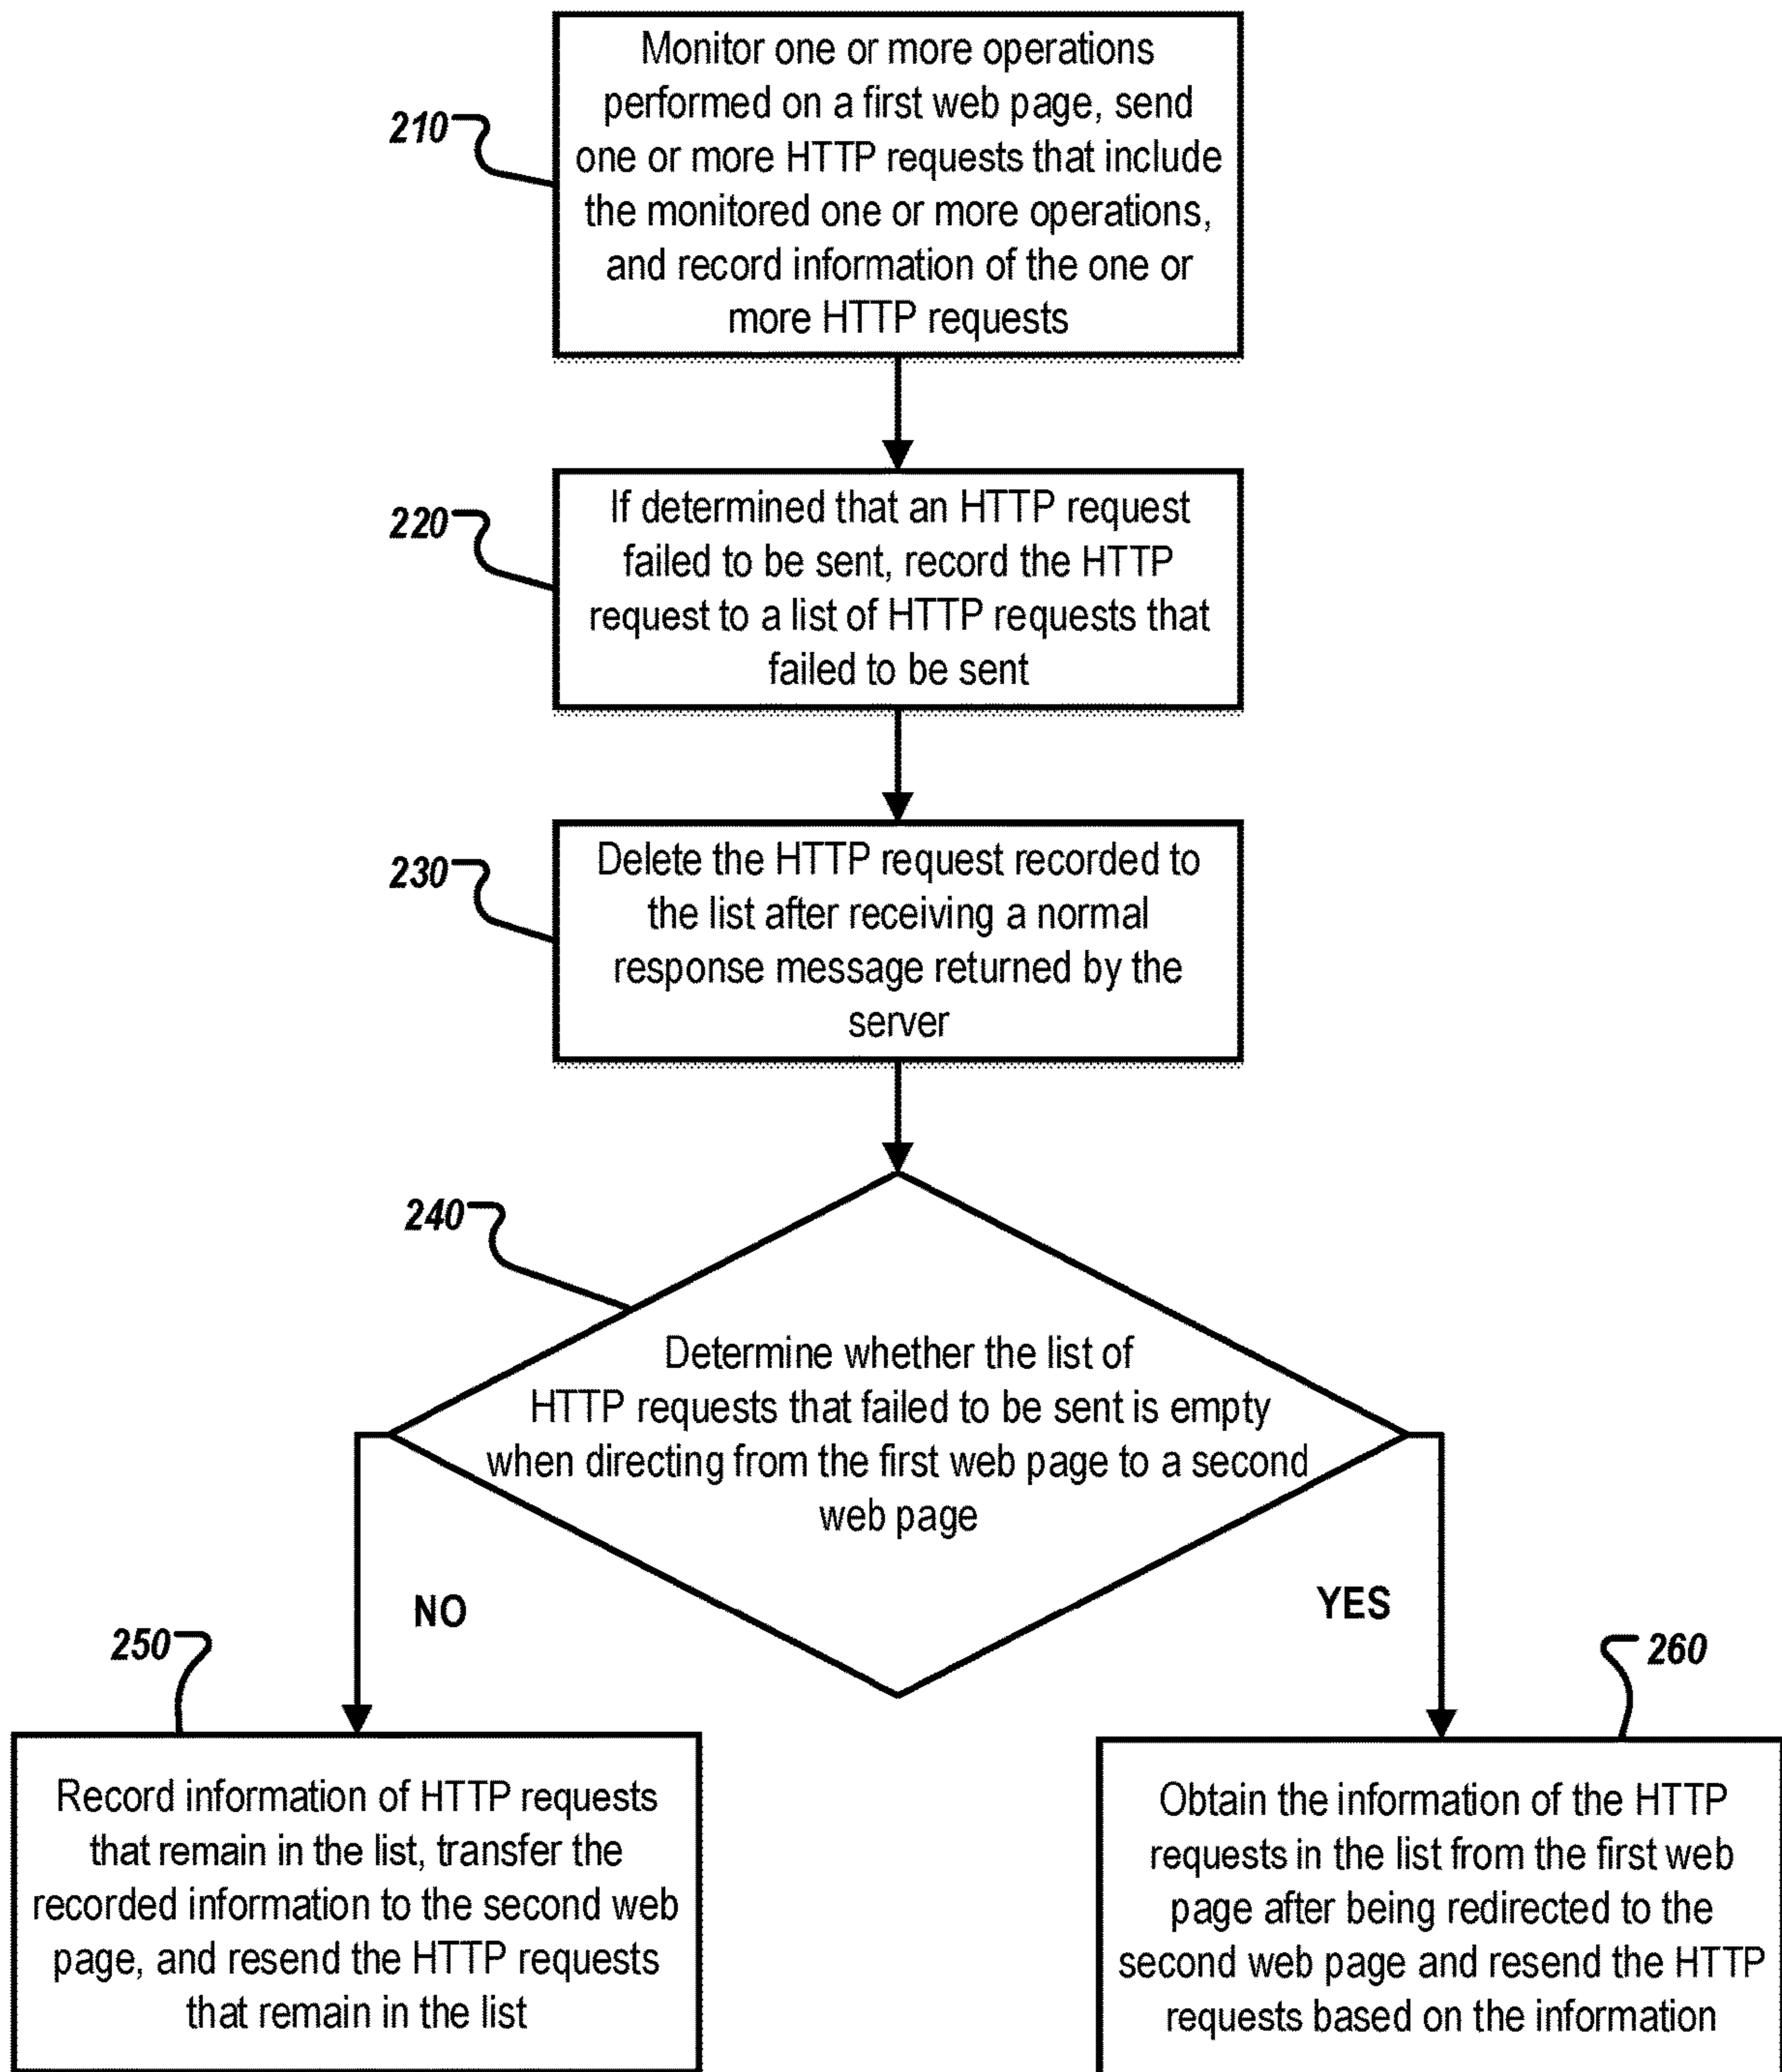 210
Monitor one or more operations
performed on a first web page, send
one or more HTTP requests that include
the monitored one or more operations,
and record information of the one or
more HTTP requests
220
If determined that an HTTP request
failed to be sent, record the HTTP
request to a list of HTTP requests that
failed to be sent
230
Delete the HTTP request recorded to
the list after receiving a normal
response message returned by the
server
240
Determine whether the list of
HTTP requests that failed to be sent is empty
when directing from the first web page to a second
web page
NO
YES
250
Record information of HTTP requests
that remain in the list, transfer the
recorded information to the second web
page, and resend the HTTP requests
that remain in the list
260
Obtain the information of the HTTP
requests in the list from the first web
page after being redirected to the
second web page and resend the HTTP
requests based on the information